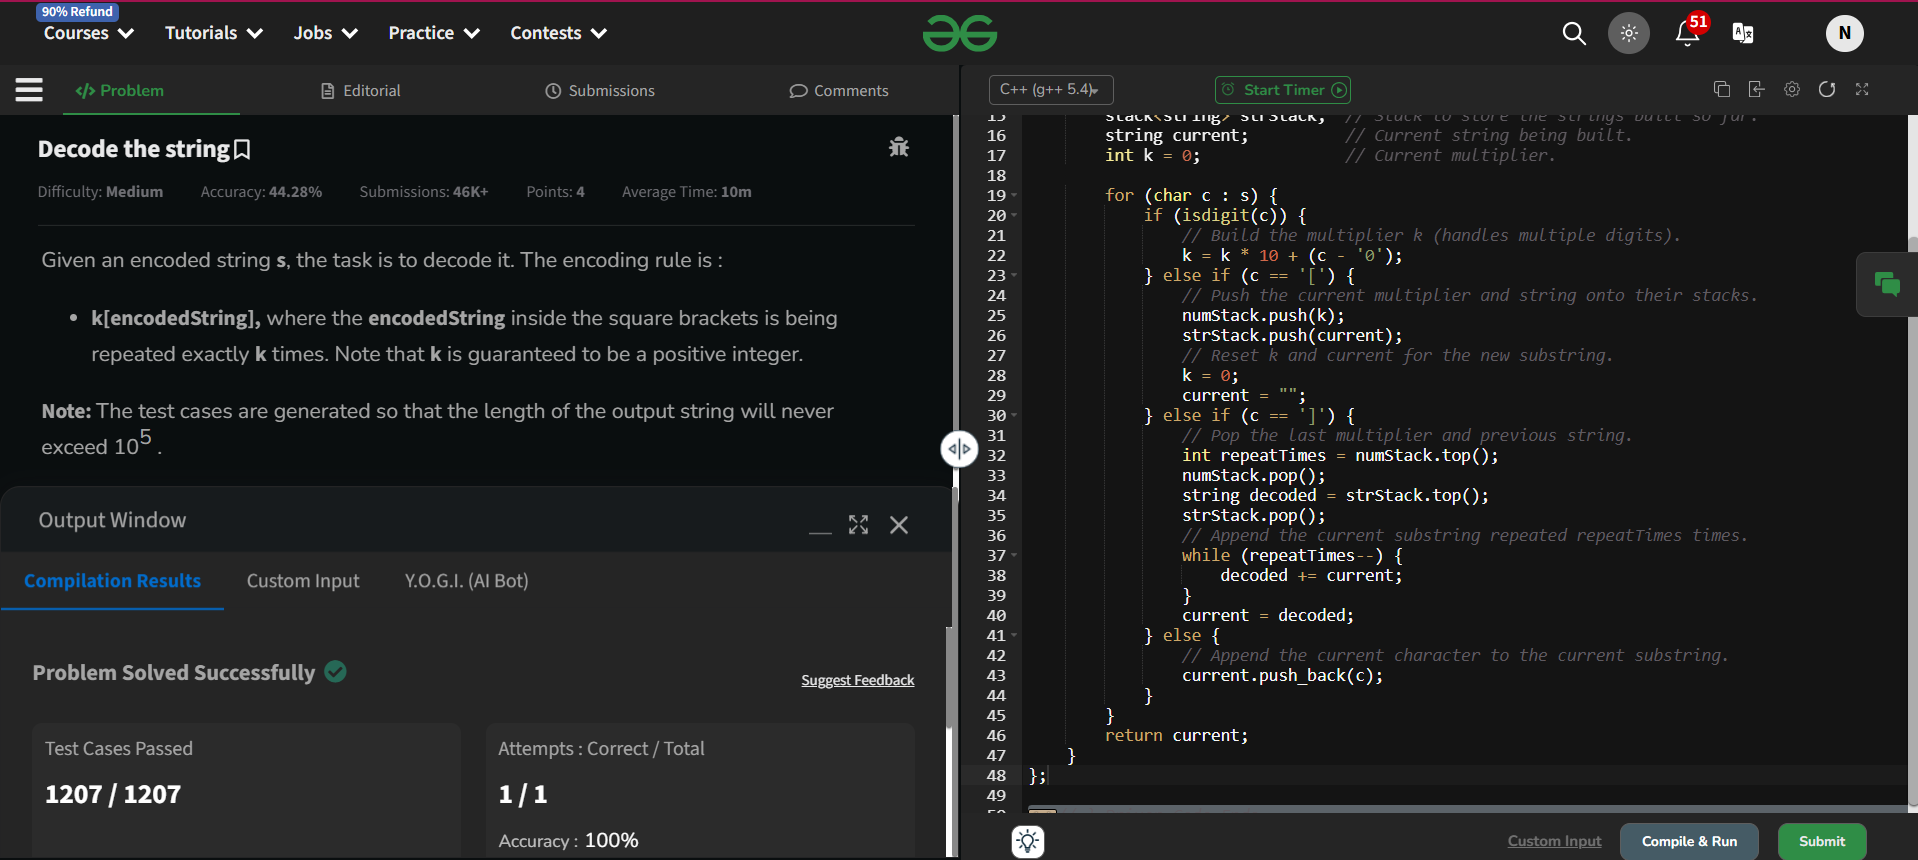 90% Refund
Courses Tutorials Jobs Practice Contests
51
N
</> Problem Editorial Submissions Comments
Decode the string
Difficulty: Medium Accuracy: 44.28% Submissions: 46K+ Points: 4 Average Time: 10m
Given an encoded string s, the task is to decode it. The encoding rule is :
• k[encodedString], where the encodedString inside the square brackets is being
repeated exactly k times. Note that k is guaranteed to be a positive integer.
Note: The test cases are generated so that the length of the output string will never
exceed 10^5 .
Output Window
Compilation Results Custom Input Y.O.G.I. (AI Bot)
Problem Solved Successfully
Suggest Feedback
Test Cases Passed
1207 / 1207
Attempts : Correct / Total
1 / 1
Accuracy : 100%
C++ (g++ 5.4) Start Timer
15 stack<string> strStack; // Stack to store the strings built so far.
16 string current; // Current string being built.
17 int k = 0; // Current multiplier.
18
19 for (char c : s) {
20 if (isdigit(c)) {
21 // Build the multiplier k (handles multiple digits).
22 k = k * 10 + (c - '0');
23 } else if (c == '[') {
24 // Push the current multiplier and string onto their stacks.
25 numStack.push(k);
26 strStack.push(current);
27 // Reset k and current for the new substring.
28 k = 0;
29 current = "";
30 } else if (c == ']') {
31 // Pop the last multiplier and previous string.
32 int repeatTimes = numStack.top();
33 numStack.pop();
34 string decoded = strStack.top();
35 strStack.pop();
36 // Append the current substring repeated repeatTimes times.
37 while (repeatTimes--) {
38 decoded += current;
39 }
40 current = decoded;
41 } else {
42 // Append the current character to the current substring.
43 current.push_back(c);
44 }
45 }
46 return current;
47 }
48 };
49
Custom Input Compile & Run Submit